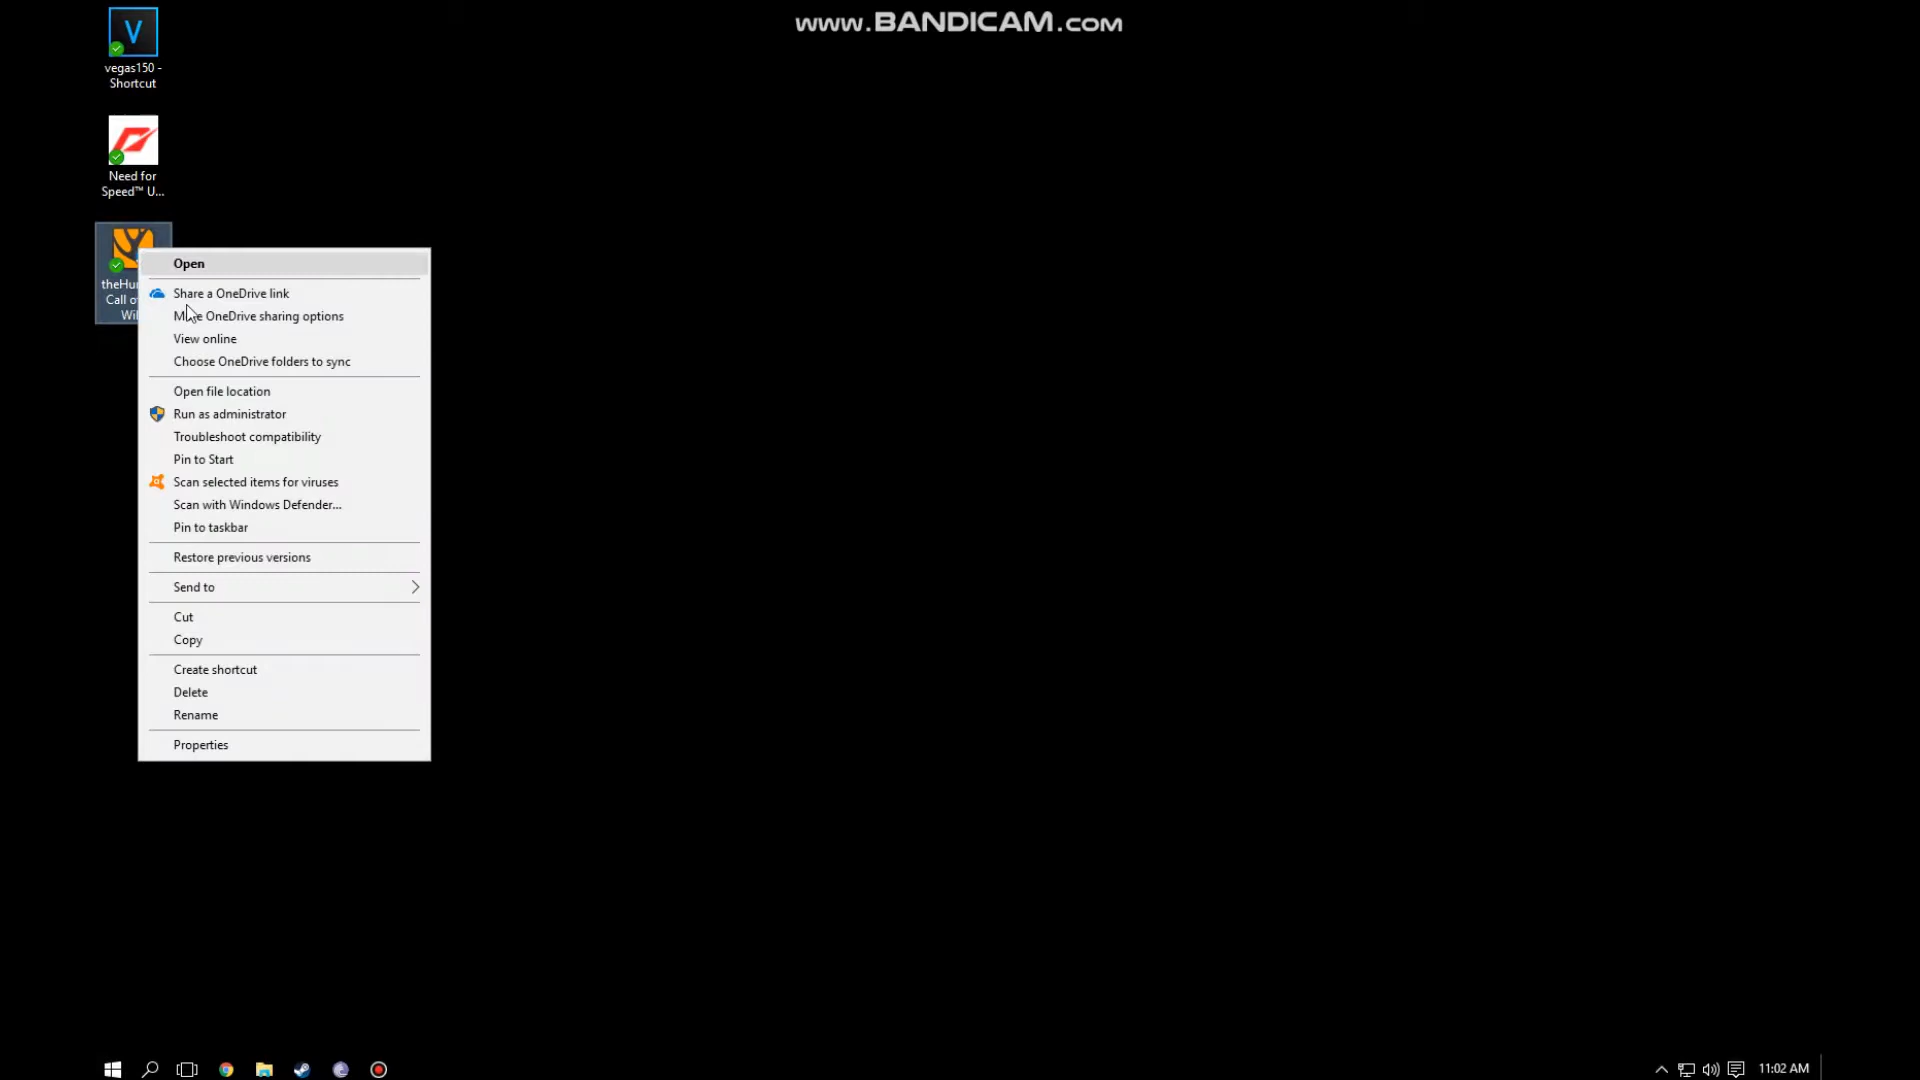 www.BANDICAM.com
V
vegas150 -
Shortcut
Need for
Speed™ U...
theHu
Call o
Wil
Open
Share a OneDrive link
OneDrive sharing options
View online
Choose OneDrive folders to sync
Open file location
Run as administrator
Troubleshoot compatibility
Pin to Start
Scan selected items for viruses
Scan with Windows Defender...
Pin to taskbar
Restore previous versions
Send to
Cut
Copy
Create shortcut
Delete
Rename
Properties
11:02 AM